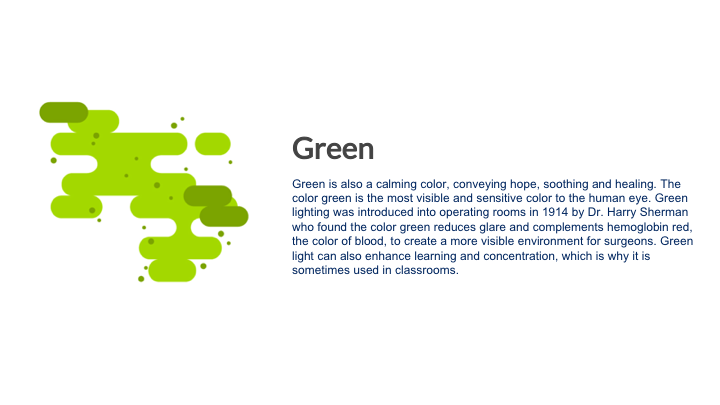 Green
Green is also a calming color, conveying hope, soothing and healing. The
color green is the most visible and sensitive color to the human eye. Green
lighting was introduced into operating rooms in 1914 by Dr. Harry Sherman
who found the color green reduces glare and complements hemoglobin red,
the color of blood, to create a more visible environment for surgeons. Green
light can also enhance learning and concentration, which is why it is
sometimes used in classrooms.